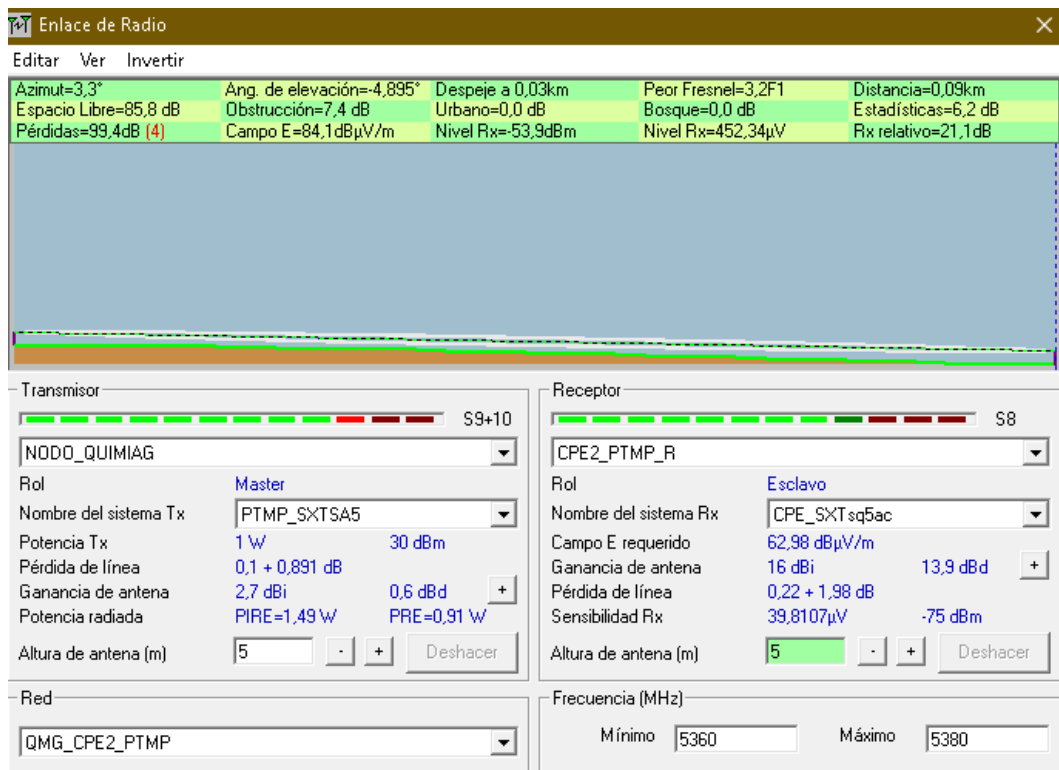 Enlace de Radio
Editar Ver Invertir
Azimut=3,3° Ang. de elevación=-4,895° Despeje a 0,03km Peor Fresnel=3,2F1 Distancia=0,09km
Espacio Libre=85,8 dB Obstrucción=7,4 dB Urbano=0,0 dB Bosque=0,0 dB Estadísticas=6,2 dB
Pérdidas=99,4dB (4) Campo E=84,1dBµV/m Nivel Rx=-53,9dBm Nivel Rx=452,34µV Rx relativo=21,1dB
Transmisor
S9+10
NODO_QUIMIAG
Rol Master
Nombre del sistema Tx PTMP_SXTSA5
Potencia Tx 1 W 30 dBm
Pérdida de línea 0,1 + 0,891 dB
Ganancia de antena 2,7 dBi 0,6 dBd +
Potencia radiada PIRE=1,49 W PRE=0,91 W
Altura de antena (m) 5 - + Deshacer
Receptor
S8
CPE2_PTMP_R
Rol Esclavo
Nombre del sistema Rx CPE_SXTsq5ac
Campo E requerido 62,98 dBµV/m
Ganancia de antena 16 dBi 13,9 dBd +
Pérdida de línea 0,22 + 1,98 dB
Sensibilidad Rx 39,8107µV -75 dBm
Altura de antena (m) 5 - + Deshacer
Red
QMG_CPE2_PTMP
Frecuencia (MHz)
Mínimo 5360 Máximo 5380